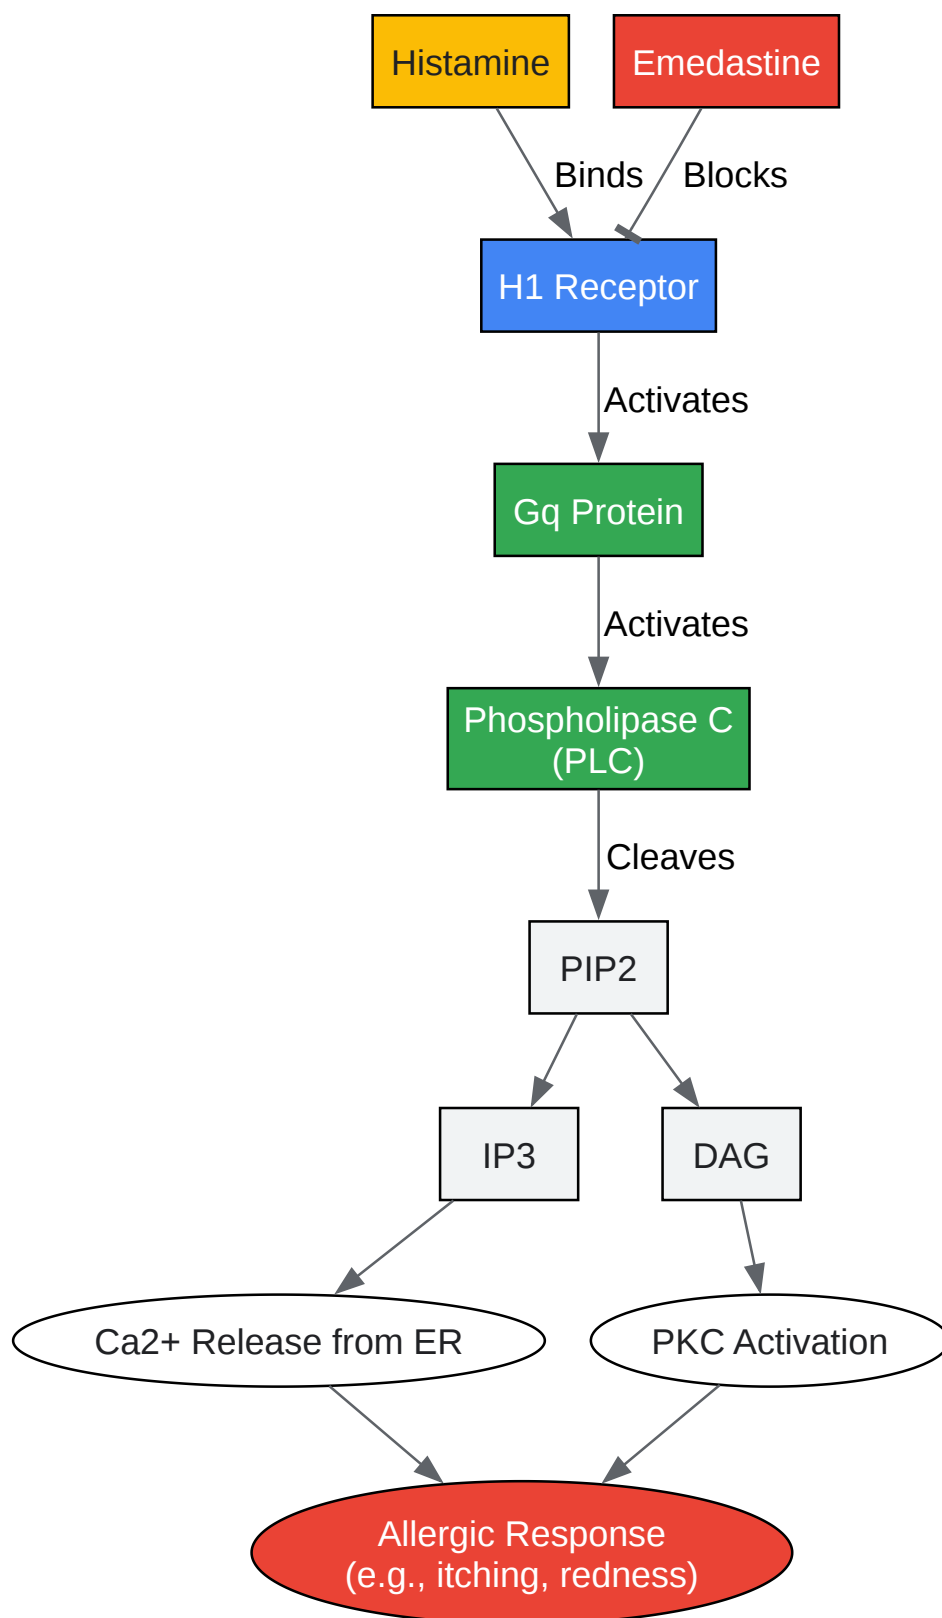 Histamine
Emedastine
Binds
Blocks
H1 Receptor
Activates
Gq Protein
Activates
Phospholipase C
(PLC)
Cleaves
PIP2
IP3
DAG
Ca2+ Release from ER
PKC Activation
Allergic Response
(e.g., itching, redness)